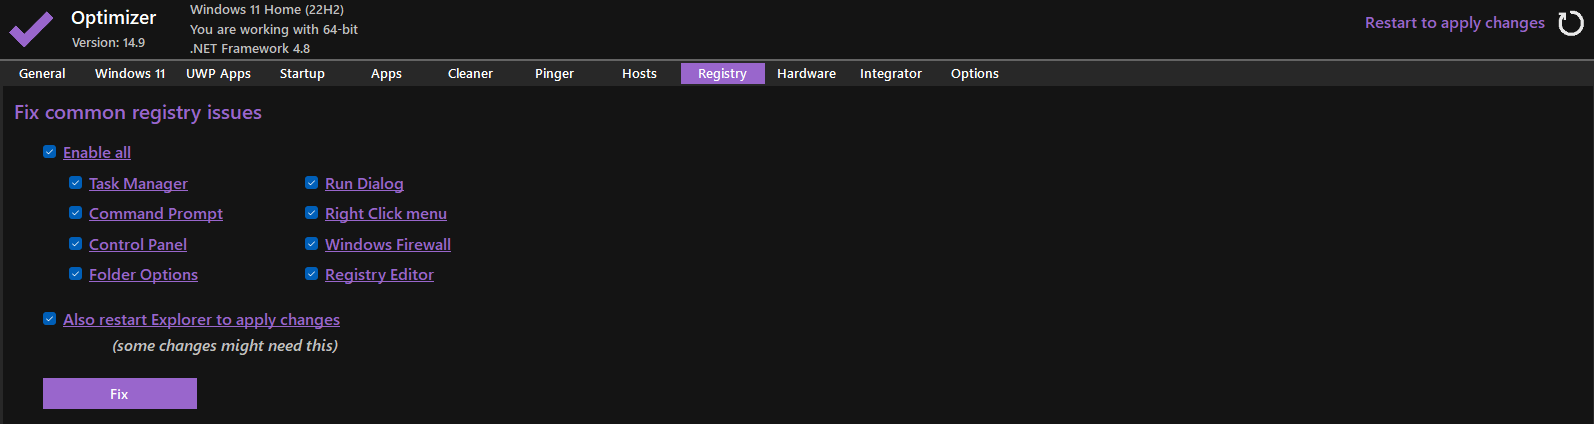 Optimizer
Version: 14.9
Windows 11 Home (22H2)
You are working with 64-bit
.NET Framework 4.8
Restart to apply changes
General Windows 11 UWP Apps Startup Apps Cleaner Pinger Hosts Registry Hardware Integrator Options
Fix common registry issues
Enable all
Task Manager Run Dialog
Command Prompt Right Click menu
Control Panel Windows Firewall
Folder Options Registry Editor
Also restart Explorer to apply changes
(some changes might need this)
Fix